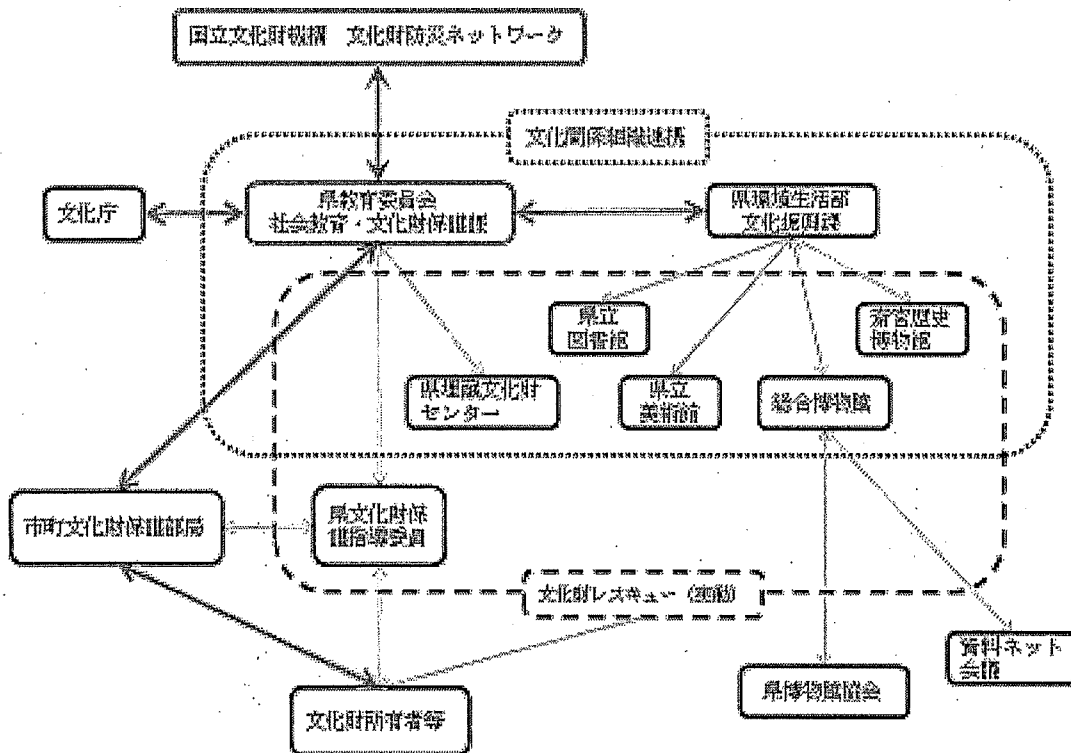 国立文化財機構　文化財防災ネットワーク
文化関係組織連携
文化庁
県教育委員会
社会教育・文化財保護課
県環境生活部
文化振興課
県立
図書館
斎宮歴史
博物館
県埋蔵文化財
センター
県立
美術館
総合博物館
市町文化財保護部局
県文化財保
護指導委員
文化財レスキュー（連動）
資料ネット
会議
県博物館協会
文化財所有者等